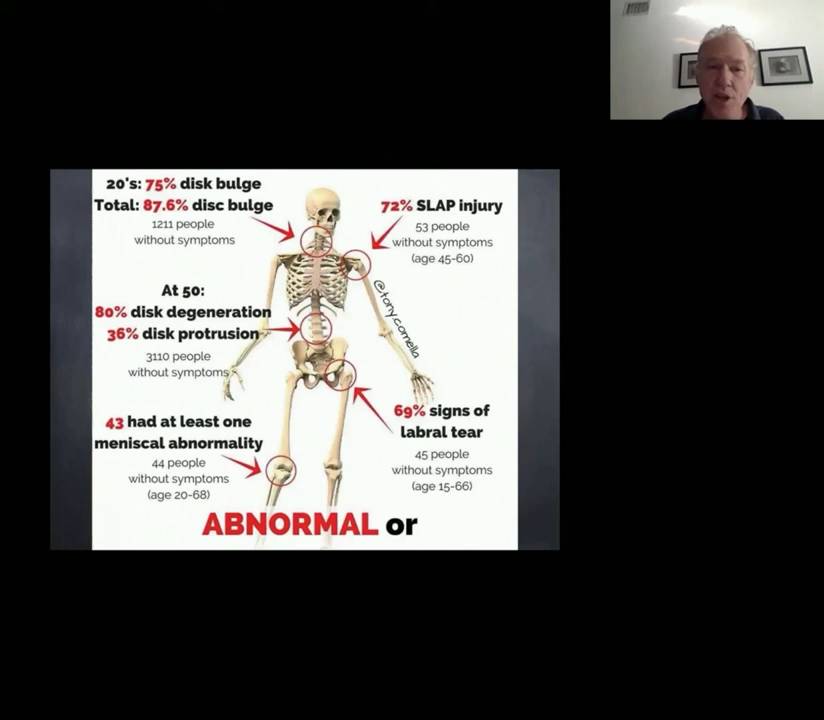 20's: 75% disk bulge
Total: 87.6% disc bulge
1211 people
without symptoms
72% SLAP injury
53 people
without symptoms
(age 45-60)
At 50:
80% disk degeneration
36% disk protrusion
3110 people
without symptoms
@tony.comella
43 had at least one
meniscal abnormality
44 people
without symptoms
(age 20-68)
69% signs of
labral tear
45 people
without symptoms
(age 15-66)
ABNORMAL or